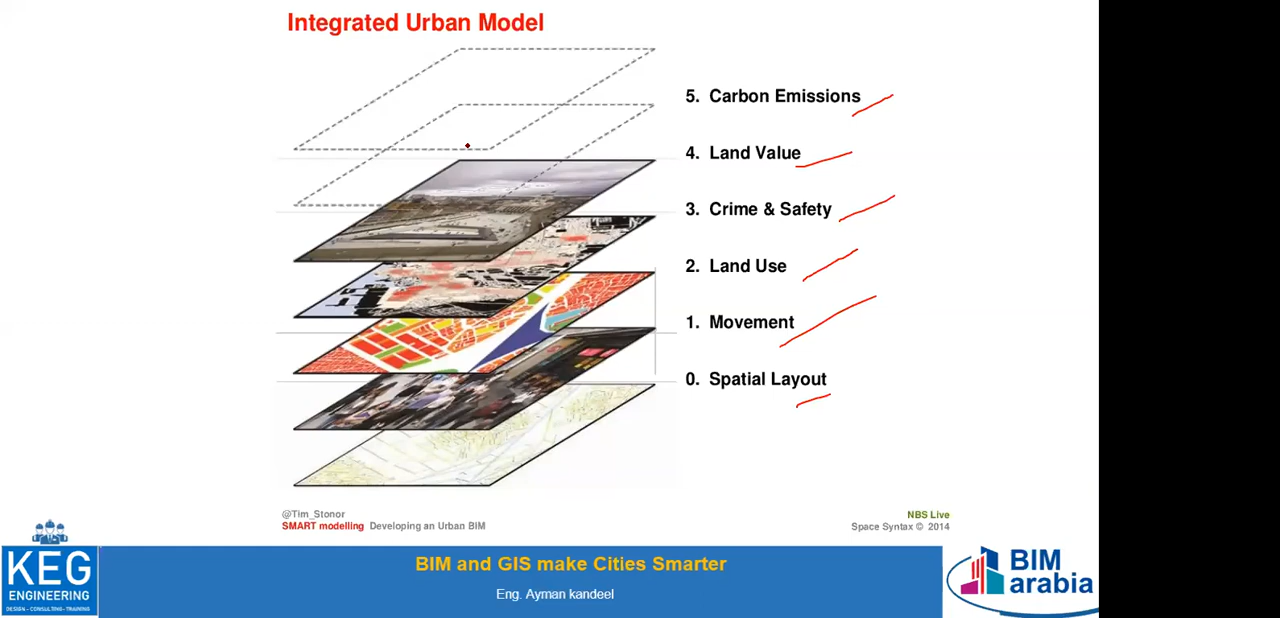 Integrated Urban Model
5. Carbon Emissions
4. Land Value
3. Crime & Safety
2. Land Use
1. Movement
0. Spatial Layout
@Tim_Stonor
SMART modelling Developing an Urban BIM
NBS Live
Space Syntax © 2014
KEG
ENGINEERING
DESIGN - CONSULTING - TRAINING
BIM and GIS make Cities Smarter
Eng. Ayman kandeel
BIM
arabia